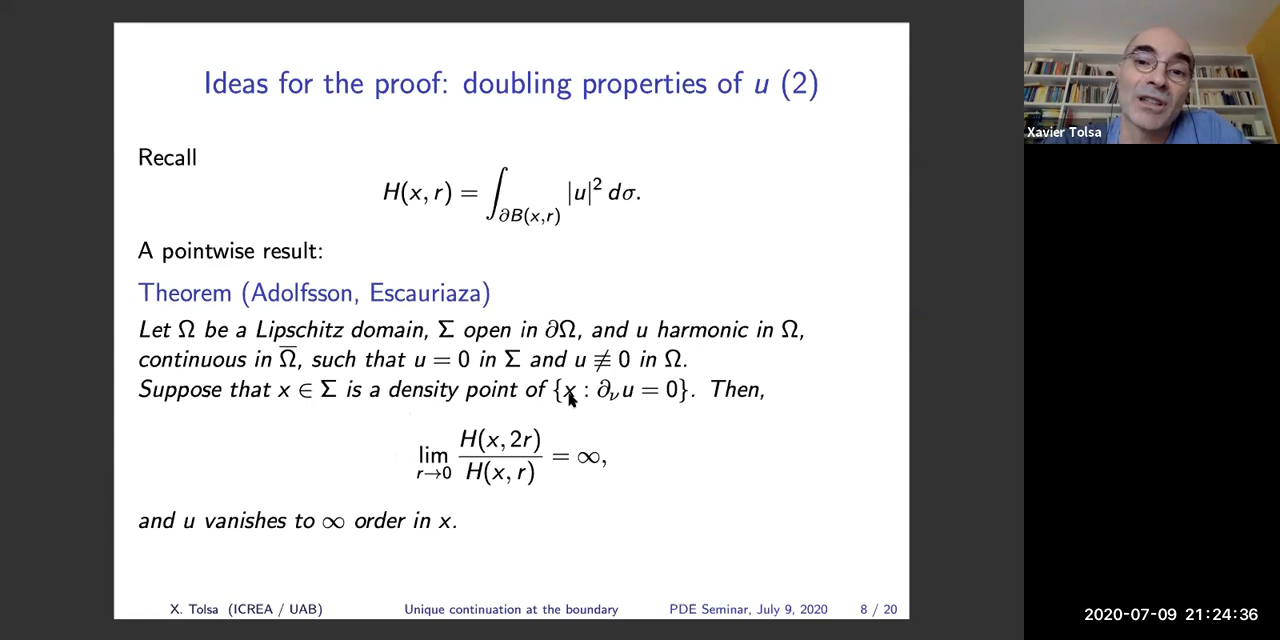 Ideas for the proof: doubling properties of u (2)
Recall
H(x, r) = ∫_{∂B(x,r)} |u|² dσ.
A pointwise result:
Theorem (Adolfsson, Escauriaza)
Let Ω be a Lipschitz domain, Σ open in ∂Ω, and u harmonic in Ω,
continuous in Ω̅, such that u = 0 in Σ and u ≢ 0 in Ω.
Suppose that x ∈ Σ is a density point of {x : ∂_ν u = 0}. Then,
lim_{r→0} H(x, 2r) / H(x, r) = ∞,
and u vanishes to ∞ order in x.
X. Tolsa (ICREA / UAB) Unique continuation at the boundary PDE Seminar, July 9, 2020 8 / 20
Xavier Tolsa
2020-07-09 21:24:36